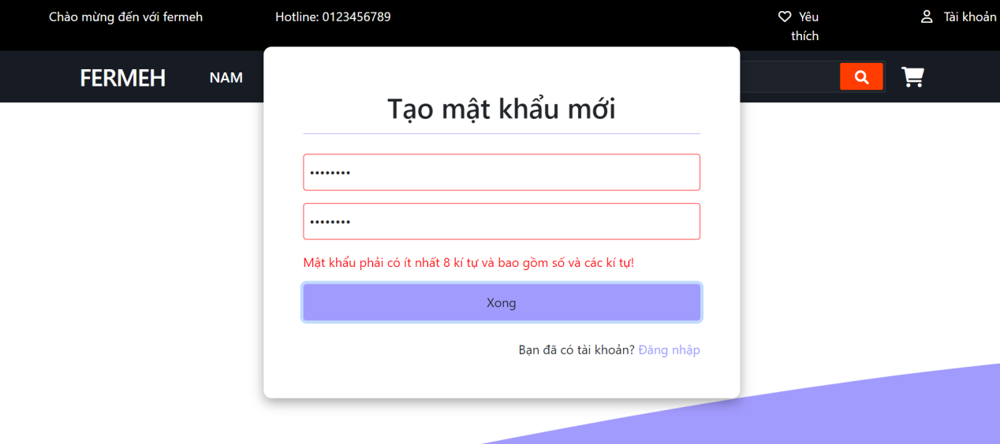 Chào mừng đến với fermeh
Hotline: 0123456789
Yêu
thích
Tài khoản
FERMEH
NAM
Tạo mật khẩu mới
••••••••
••••••••
Mật khẩu phải có ít nhất 8 kí tự và bao gồm số và các kí tự!
Xong
Bạn đã có tài khoản? Đăng nhập